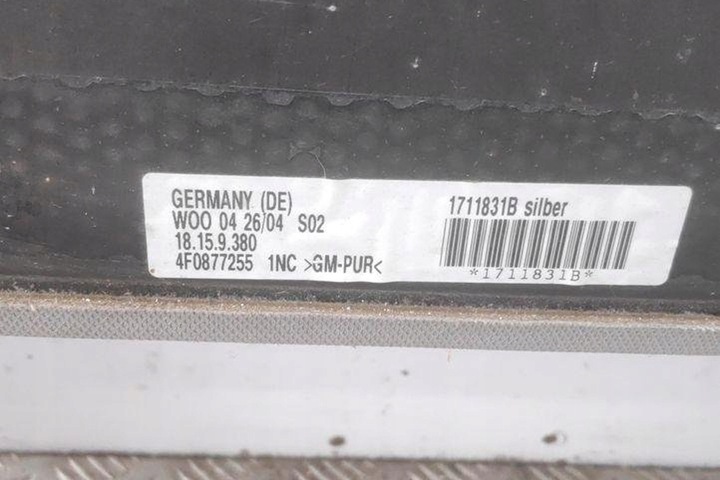 GERMANY (DE)
WOO 04 26/04 S02
18.15.9.380
4F0877255 1NC >GM-PUR<
1711831B silber
*1711831B*